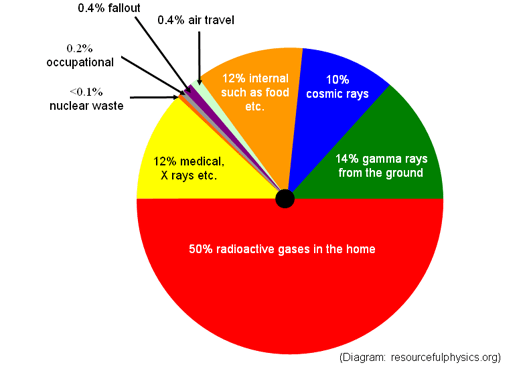 0.4% fallout
0.4% air travel
0.2%
occupational
<0.1%
nuclear waste
12% internal
such as food
etc.
10%
cosmic rays
14% gamma rays
from the ground
12% medical,
X rays etc.
50% radioactive gases in the home
(Diagram: resourcefulphysics.org)